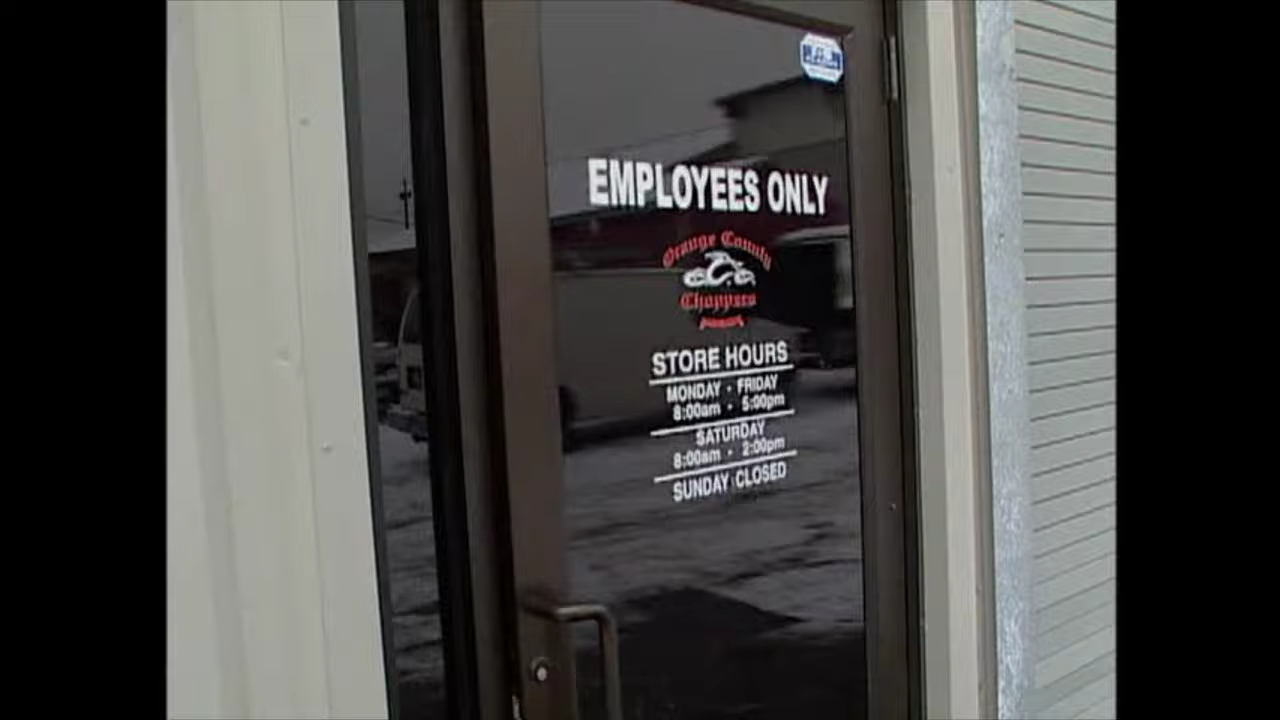 EMPLOYEES ONLY
Orange County
Choppers
STORE HOURS
MONDAY - FRIDAY
8:00am - 5:00pm
SATURDAY
8:00am - 2:00pm
SUNDAY CLOSED